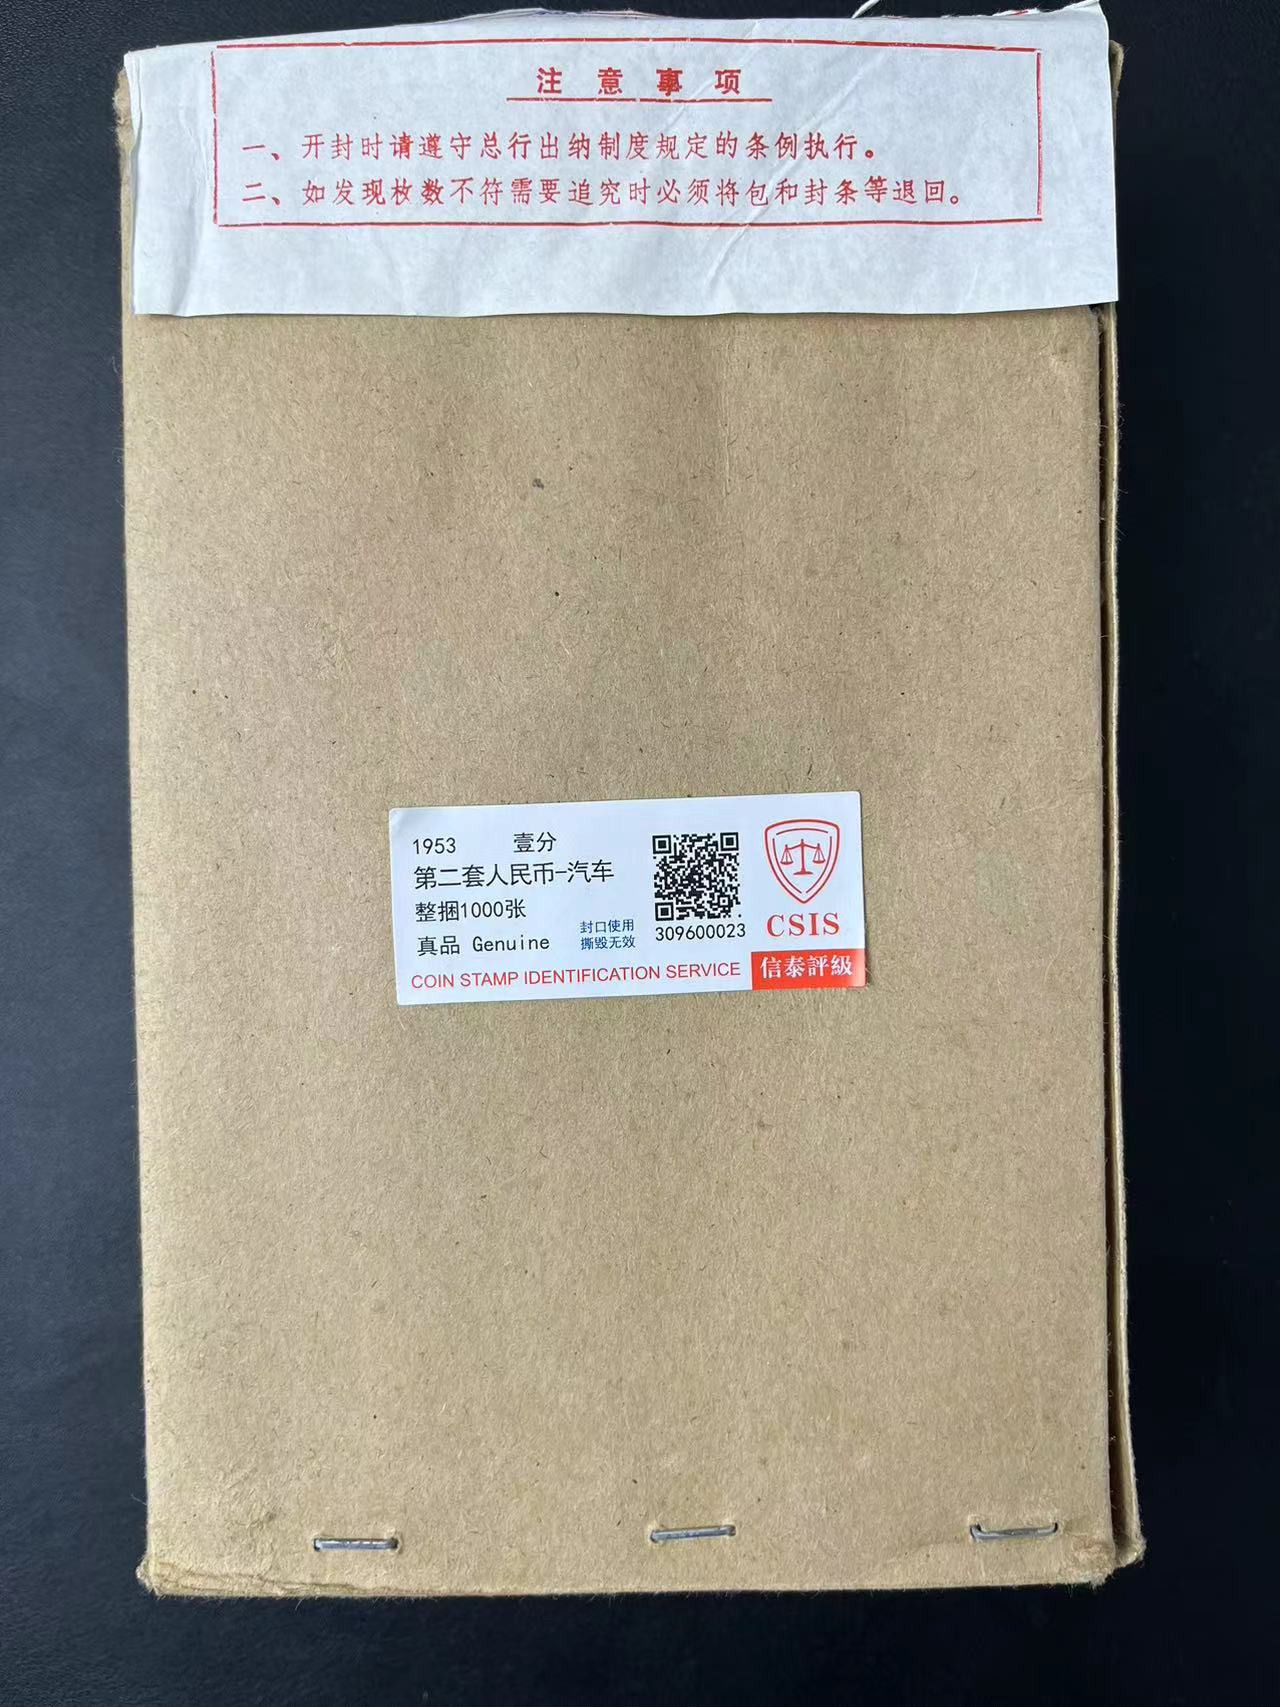 注意事项
一、开封时请遵守总行出纳制度规定的条例执行。
二、如发现枚数不符需要追究时必须将包和封条等退回。
1953 壹分
第二套人民币-汽车
整捆1000张
真品 Genuine
封口使用
撕毁无效
309600023
CSIS
COIN STAMP IDENTIFICATION SERVICE
信泰評級